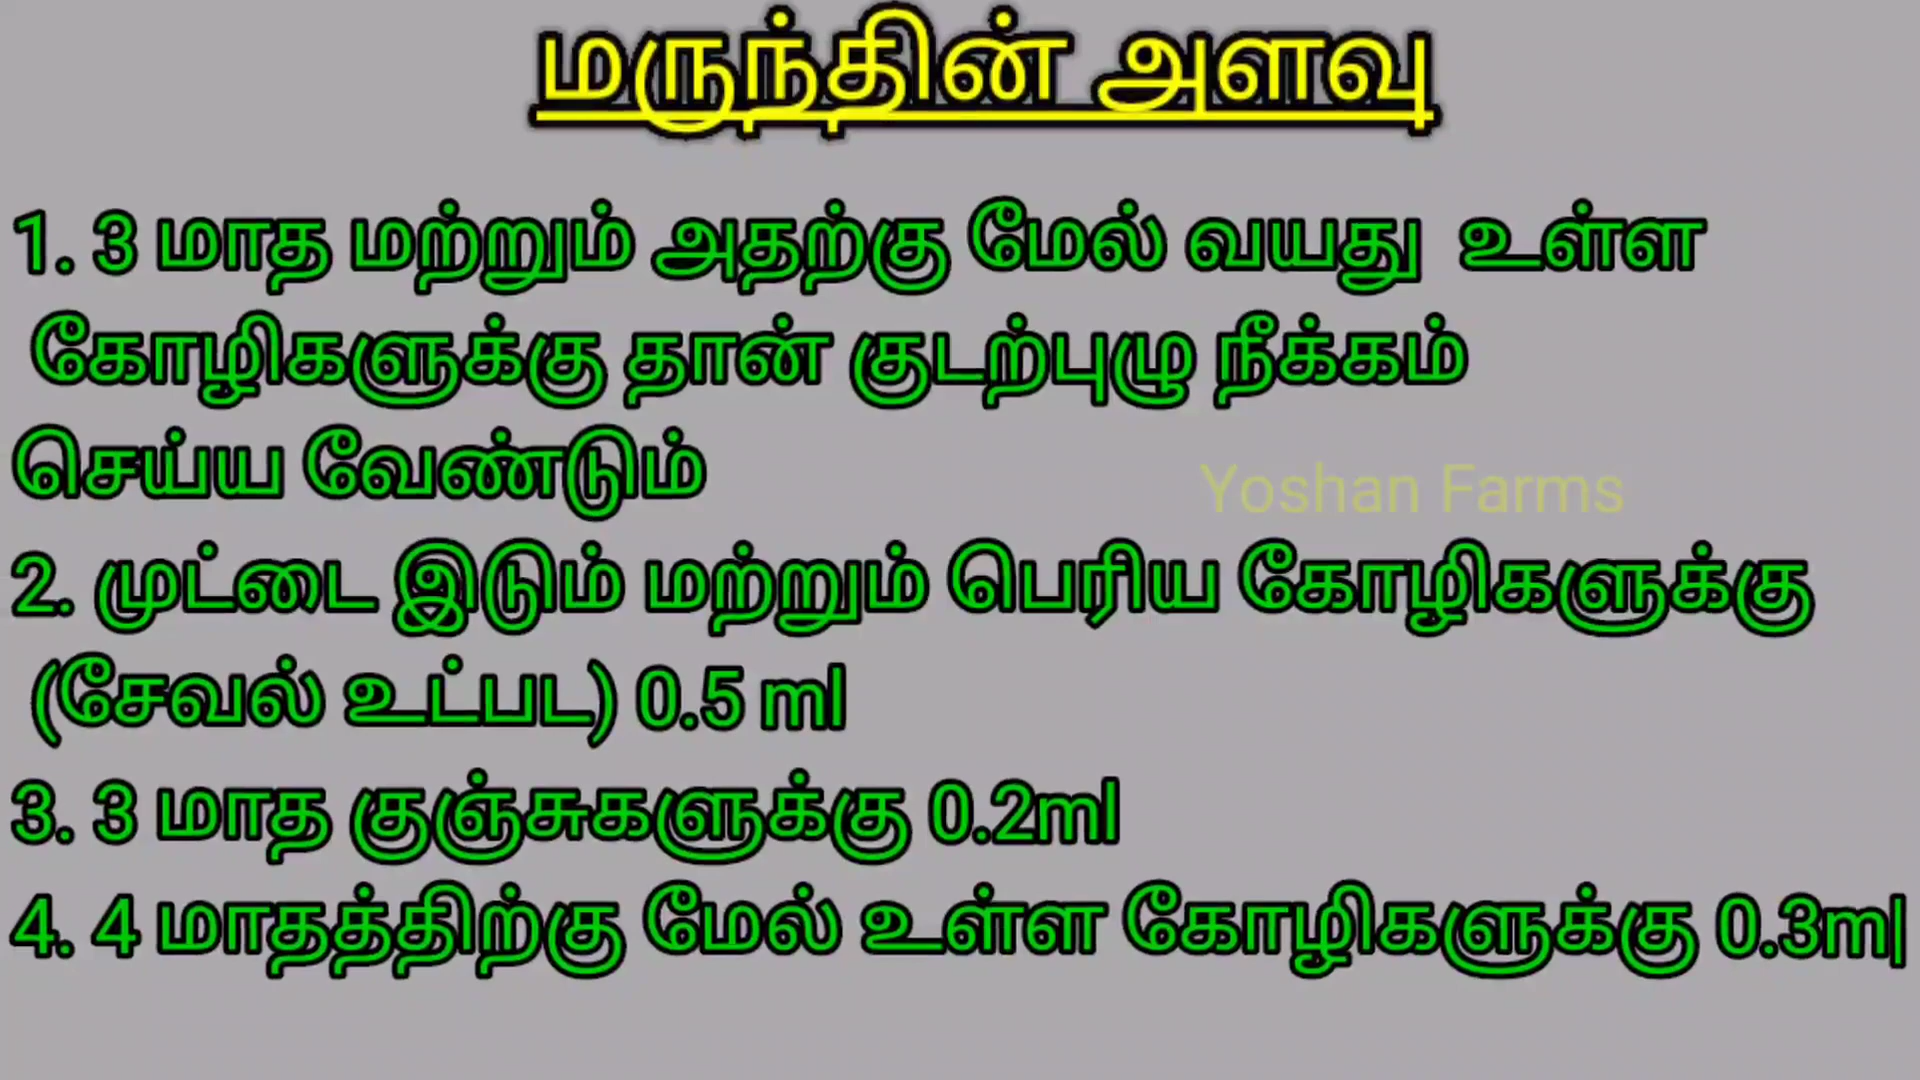 மருந்தின் அளவு
1. 3 மாத மற்றும் அதற்கு மேல் வயது உள்ள
கோழிகளுக்கு தான் குடற்புழு நீக்கம்
செய்ய வேண்டும்
Yoshan Farms
2. முட்டை இடும் மற்றும் பெரிய கோழிகளுக்கு
(சேவல் உட்பட) 0.5 ml
3. 3 மாத குஞ்சுகளுக்கு 0.2ml
4. 4 மாதத்திற்கு மேல் உள்ள கோழிகளுக்கு 0.3m|